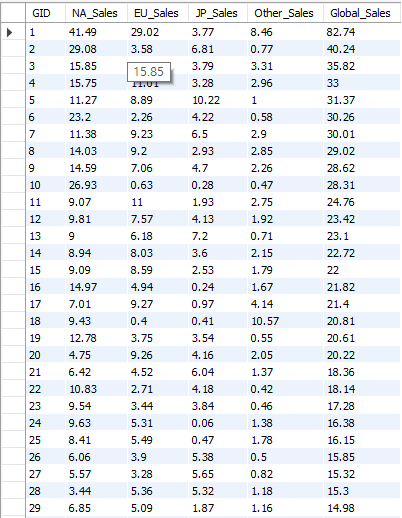 GID NA_Sales EU_Sales JP_Sales Other_Sales Global_Sales
1 41.49 29.02 3.77 8.46 82.74
2 29.08 3.58 6.81 0.77 40.24
3 15.85 3.79 3.31 35.82
15.85
4 15.75 11.01 3.28 2.96 33
5 11.27 8.89 10.22 1 31.37
6 23.2 2.26 4.22 0.58 30.26
7 11.38 9.23 6.5 2.9 30.01
8 14.03 9.2 2.93 2.85 29.02
9 14.59 7.06 4.7 2.26 28.62
10 26.93 0.63 0.28 0.47 28.31
11 9.07 11 1.93 2.75 24.76
12 9.81 7.57 4.13 1.92 23.42
13 9 6.18 7.2 0.71 23.1
14 8.94 8.03 3.6 2.15 22.72
15 9.09 8.59 2.53 1.79 22
16 14.97 4.94 0.24 1.67 21.82
17 7.01 9.27 0.97 4.14 21.4
18 9.43 0.4 0.41 10.57 20.81
19 12.78 3.75 3.54 0.55 20.61
20 4.75 9.26 4.16 2.05 20.22
21 6.42 4.52 6.04 1.37 18.36
22 10.83 2.71 4.18 0.42 18.14
23 9.54 3.44 3.84 0.46 17.28
24 9.63 5.31 0.06 1.38 16.38
25 8.41 5.49 0.47 1.78 16.15
26 6.06 3.9 5.38 0.5 15.85
27 5.57 3.28 5.65 0.82 15.32
28 3.44 5.36 5.32 1.18 15.3
29 6.85 5.09 1.87 1.16 14.98